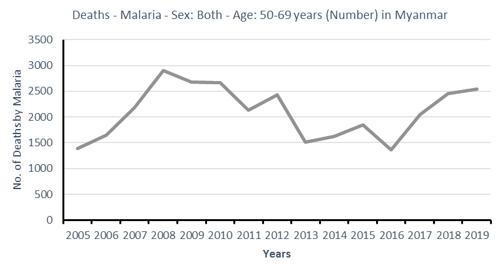 Deaths - Malaria - Sex: Both - Age: 50-69 years (Number) in Myanmar
3500
3000
2500
2000
1500
1000
500
0
No. of Deaths by Malaria
2005 2006 2007 2008 2009 2010 2011 2012 2013 2014 2015 2016 2017 2018 2019
Years